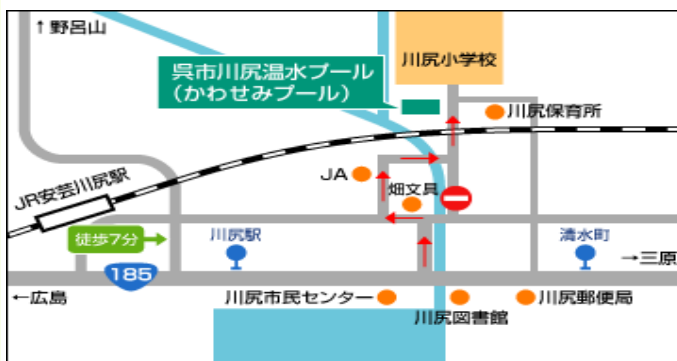 ↑野呂山
川尻小学校
呉市川尻温水プール
(かわせみプール)
川尻保育所
JA
畑文具
JR安芸川尻駅
徒歩7分
川尻駅
清水町
→三原
185
←広島
川尻市民センター
川尻郵便局
川尻図書館